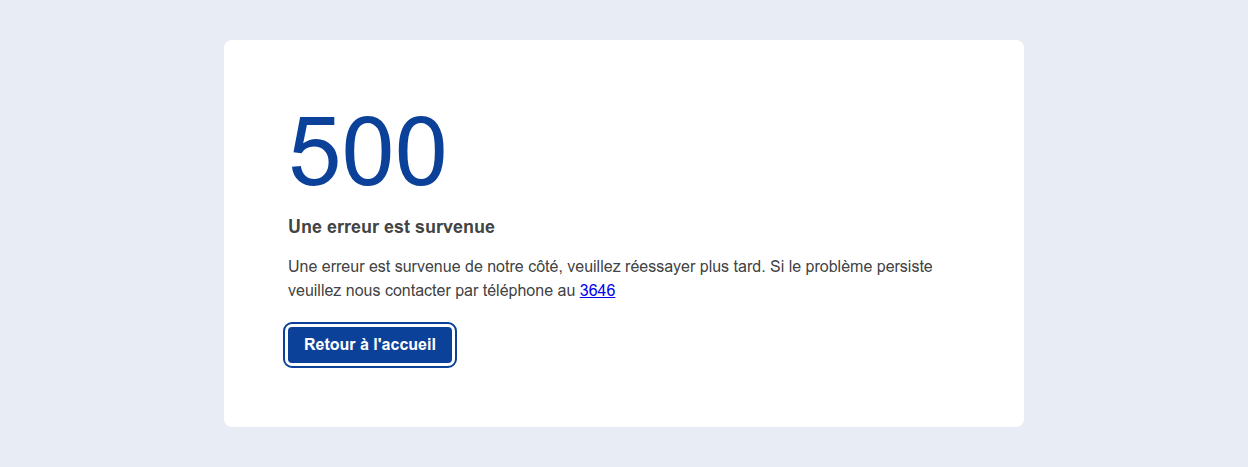 500
Une erreur est survenue
Une erreur est survenue de notre côté, veuillez réessayer plus tard. Si le problème persiste
veuillez nous contacter par téléphone au 3646
Retour à l'accueil